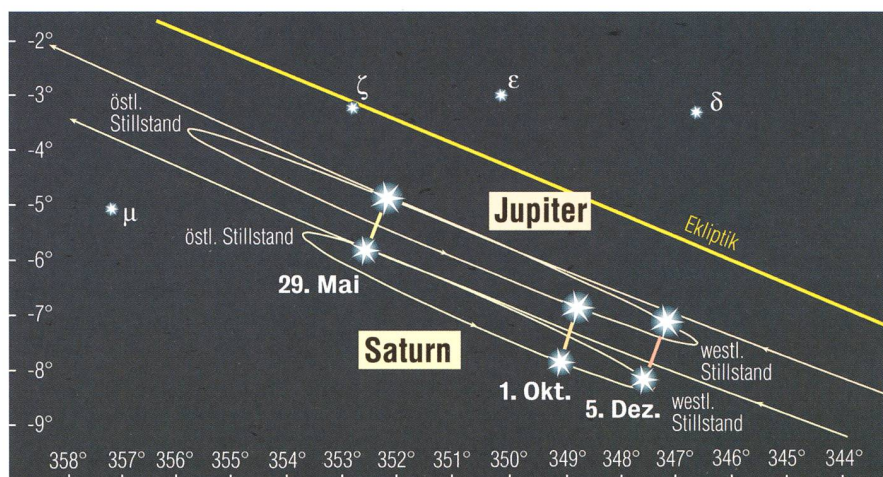 -2°
-3°
-4°
-5°
-6°
-7°
-8°
-9°
ζ
ε
δ
μ
östl.
Stillstand
östl. Stillstand
Jupiter
Ekliptik
29. Mai
Saturn
1. Okt.
5. Dez.
westl.
Stillstand
westl.
Stillstand
358° 357° 356° 355° 354° 353° 352° 351° 350° 349° 348° 347° 346° 345° 344°